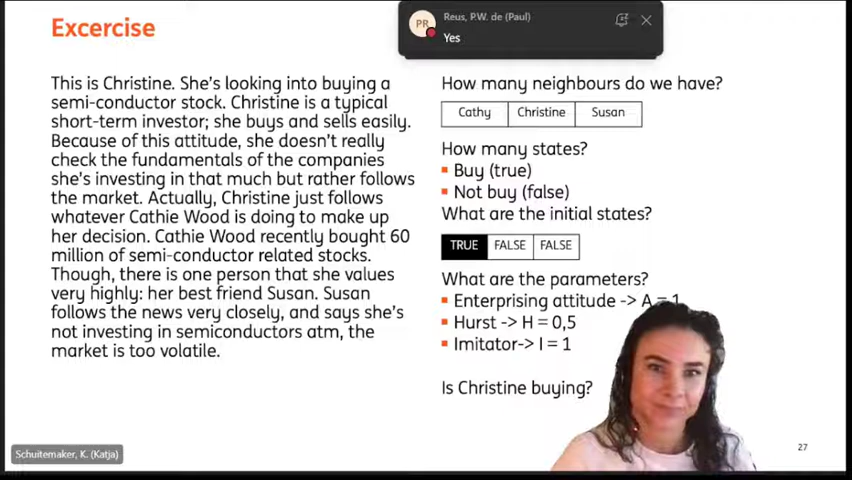 Excercise
Reus, P.W. de (Paul)
PR
Yes
This is Christine. She's looking into buying a
semi-conductor stock. Christine is a typical
short-term investor; she buys and sells easily.
Because of this attitude, she doesn't really
check the fundamentals of the companies
she's investing in that much but rather follows
the market. Actually, Christine just follows
whatever Cathie Wood is doing to make up
her decision. Cathie Wood recently bought 60
million of semi-conductor related stocks.
Though, there is one person that she values
very highly: her best friend Susan. Susan
follows the news very closely, and says she's
not investing in semiconductors atm, the
market is too volatile.
How many neighbours do we have?
Cathy Christine Susan
How many states?
Buy (true)
Not buy (false)
What are the initial states?
TRUE FALSE FALSE
What are the parameters?
Enterprising attitude -> A = 1
Hurst -> H = 0,5
Imitator-> I = 1
Is Christine buying?
Schuitemaker, K. (Katja)
27